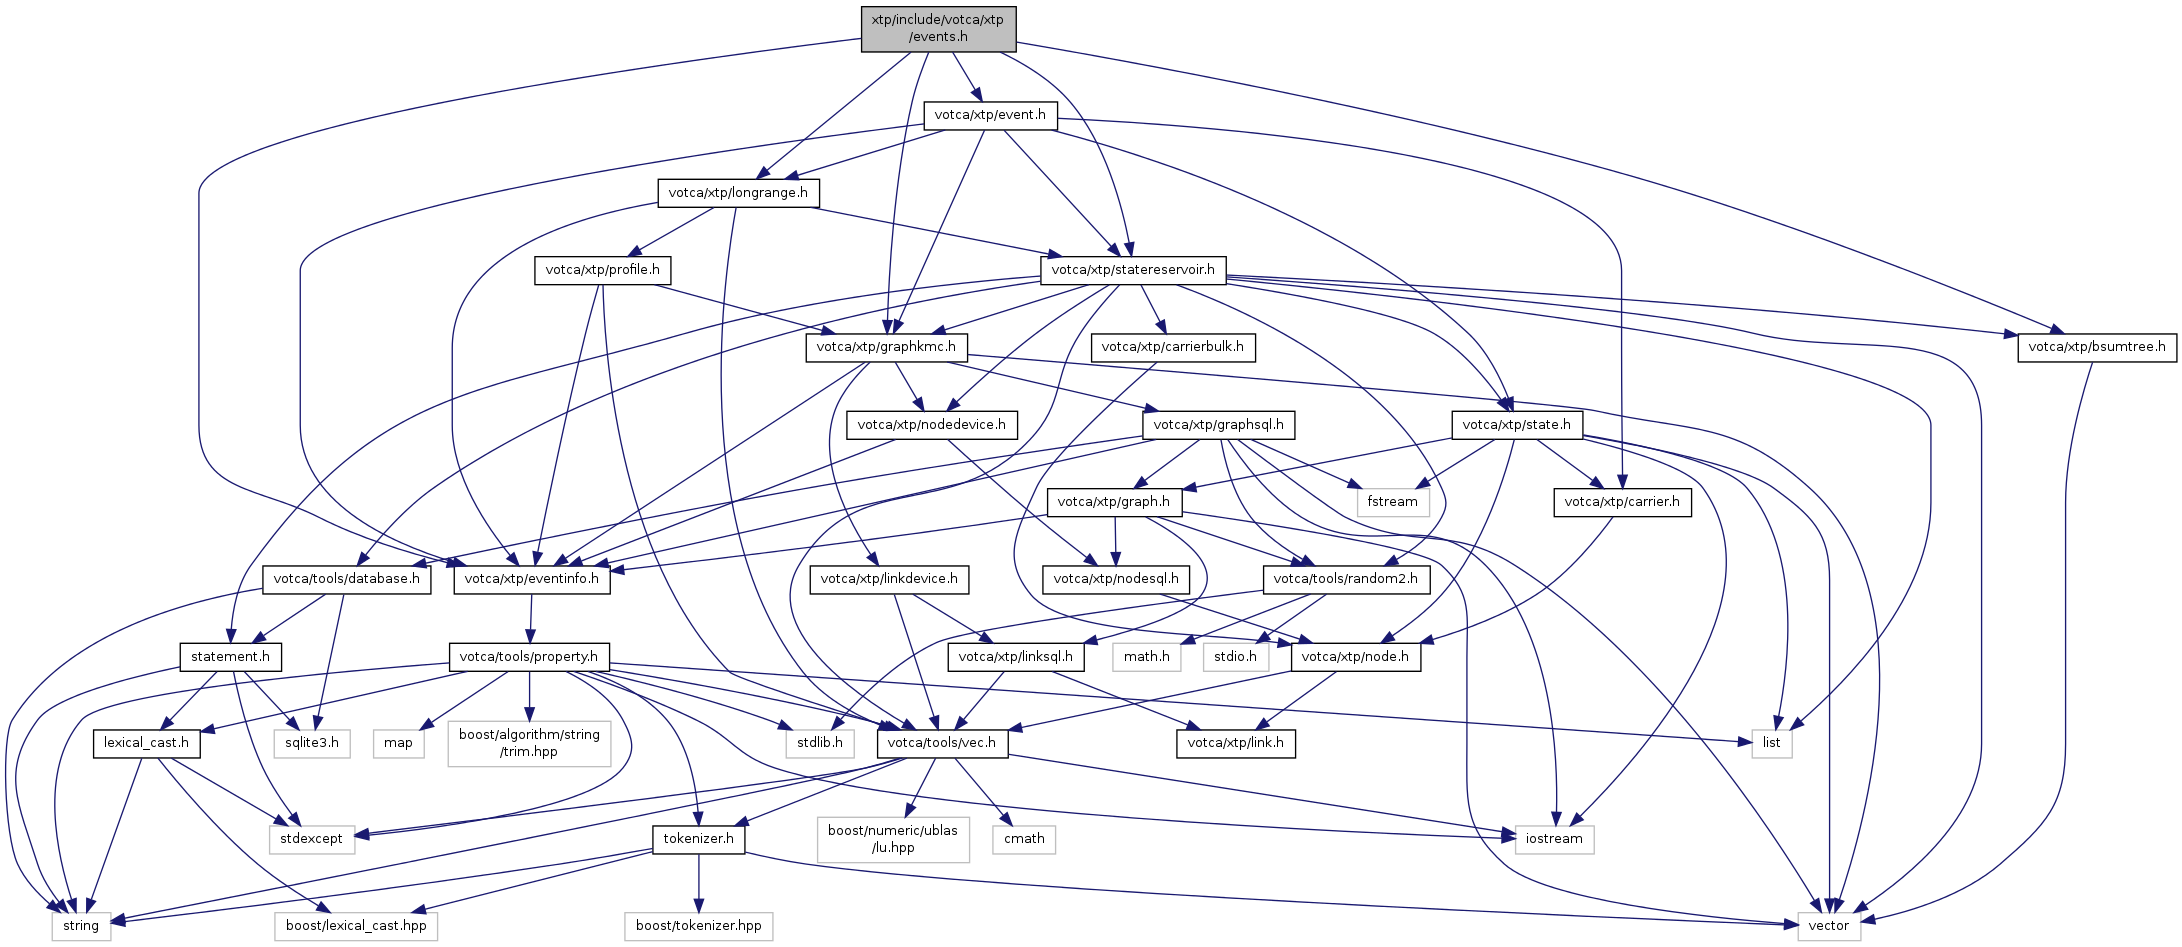 xtp/include/votca/xtp
/events.h
votca/xtp/event.h
votca/xtp/longrange.h
votca/xtp/profile.h
votca/xtp/statereservoir.h
votca/xtp/graphkmc.h
votca/xtp/carrierbulk.h
votca/xtp/bsumtree.h
votca/xtp/nodedevice.h
votca/xtp/graphsql.h
votca/xtp/state.h
votca/xtp/graph.h
fstream
votca/xtp/carrier.h
votca/tools/database.h
votca/xtp/eventinfo.h
votca/xtp/linkdevice.h
votca/xtp/nodesql.h
votca/tools/random2.h
statement.h
votca/tools/property.h
votca/xtp/linksql.h
math.h
stdio.h
votca/xtp/node.h
lexical_cast.h
sqlite3.h
map
boost/algorithm/string
/trim.hpp
stdlib.h
votca/tools/vec.h
votca/xtp/link.h
list
stdexcept
tokenizer.h
boost/numeric/ublas
/lu.hpp
cmath
iostream
string
boost/lexical_cast.hpp
boost/tokenizer.hpp
vector